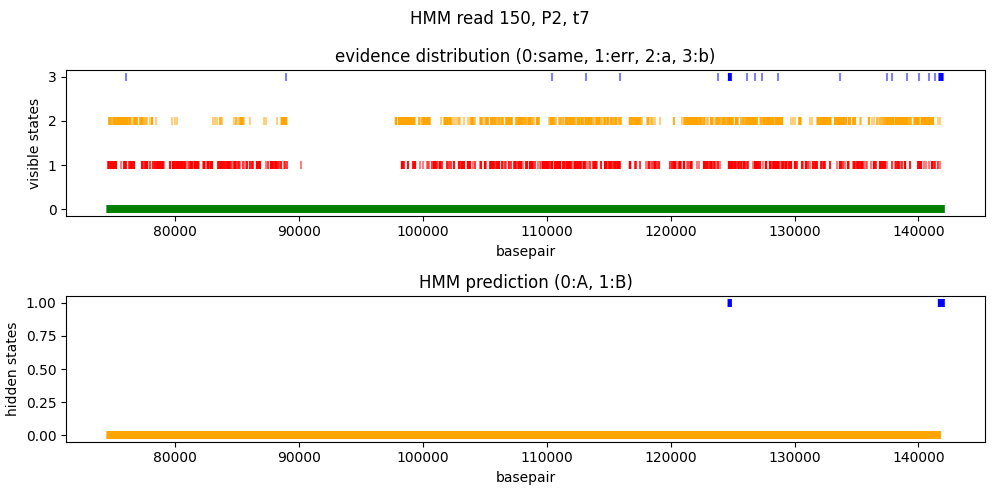 HMM read 150, P2, t7
evidence distribution (0:same, 1:err, 2:a, 3:b)
visible states
3
2
1
0
80000 90000 100000 110000 120000 130000 140000
basepair
HMM prediction (0:A, 1:B)
hidden states
1.00
0.75
0.50
0.25
0.00
80000 90000 100000 110000 120000 130000 140000
basepair